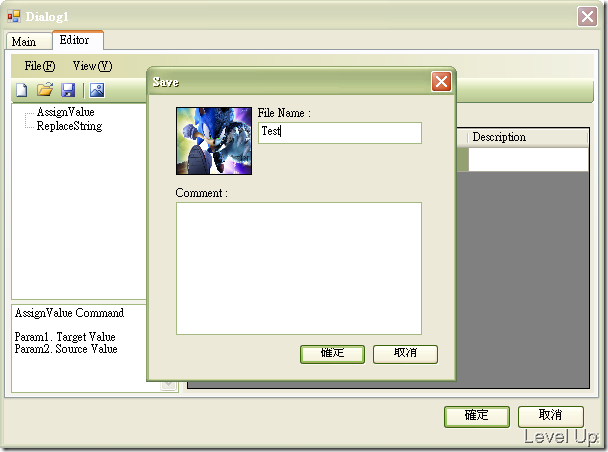 Dialog1
Main
Editor
File(F)
View(V)
AssignValue
ReplaceString
Description
Save
File Name :
Test
Comment :
確定
取消
AssignValue Command
Param1. Target Value
Param2. Source Value
確定
取消
Level Up